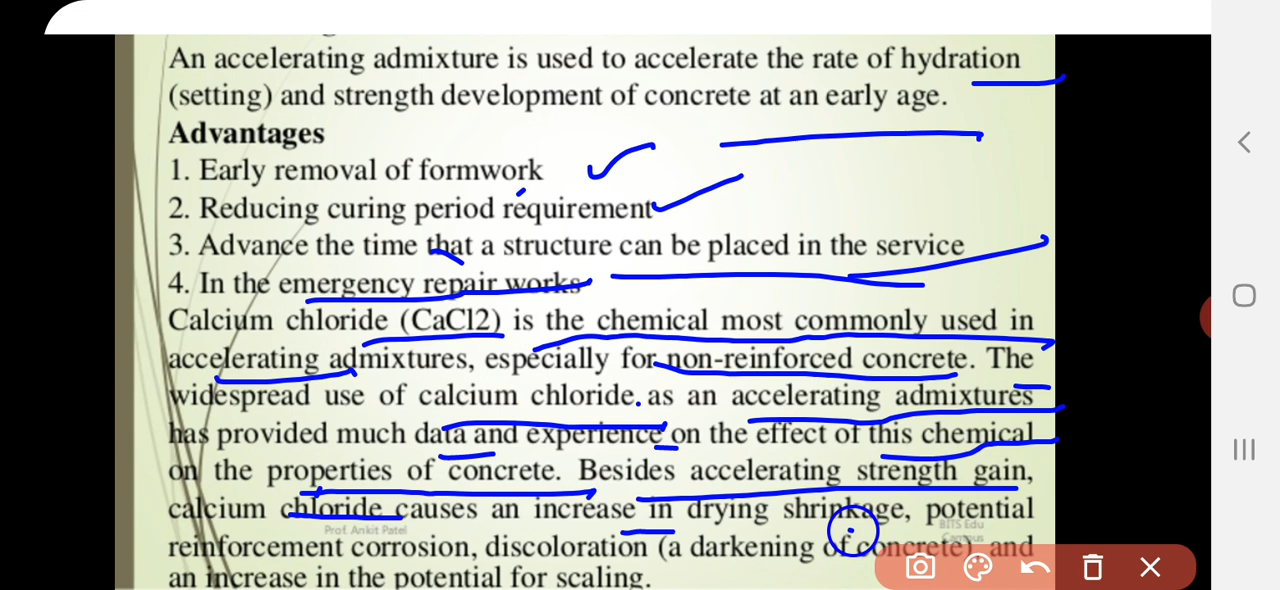 An accelerating admixture is used to accelerate the rate of hydration
(setting) and strength development of concrete at an early age.
Advantages
1. Early removal of formwork
2. Reducing curing period requirement
3. Advance the time that a structure can be placed in the service
4. In the emergency repair works
Calcium chloride (CaCl2) is the chemical most commonly used in
accelerating admixtures, especially for non-reinforced concrete. The
widespread use of calcium chloride as an accelerating admixtures
has provided much data and experience on the effect of this chemical
on the properties of concrete. Besides accelerating strength gain,
calcium chloride causes an increase in drying shrinkage, potential
Prof. Ankit Patel
BITS Edu
Campus
reinforcement corrosion, discoloration (a darkening of concrete) and
an increase in the potential for scaling.